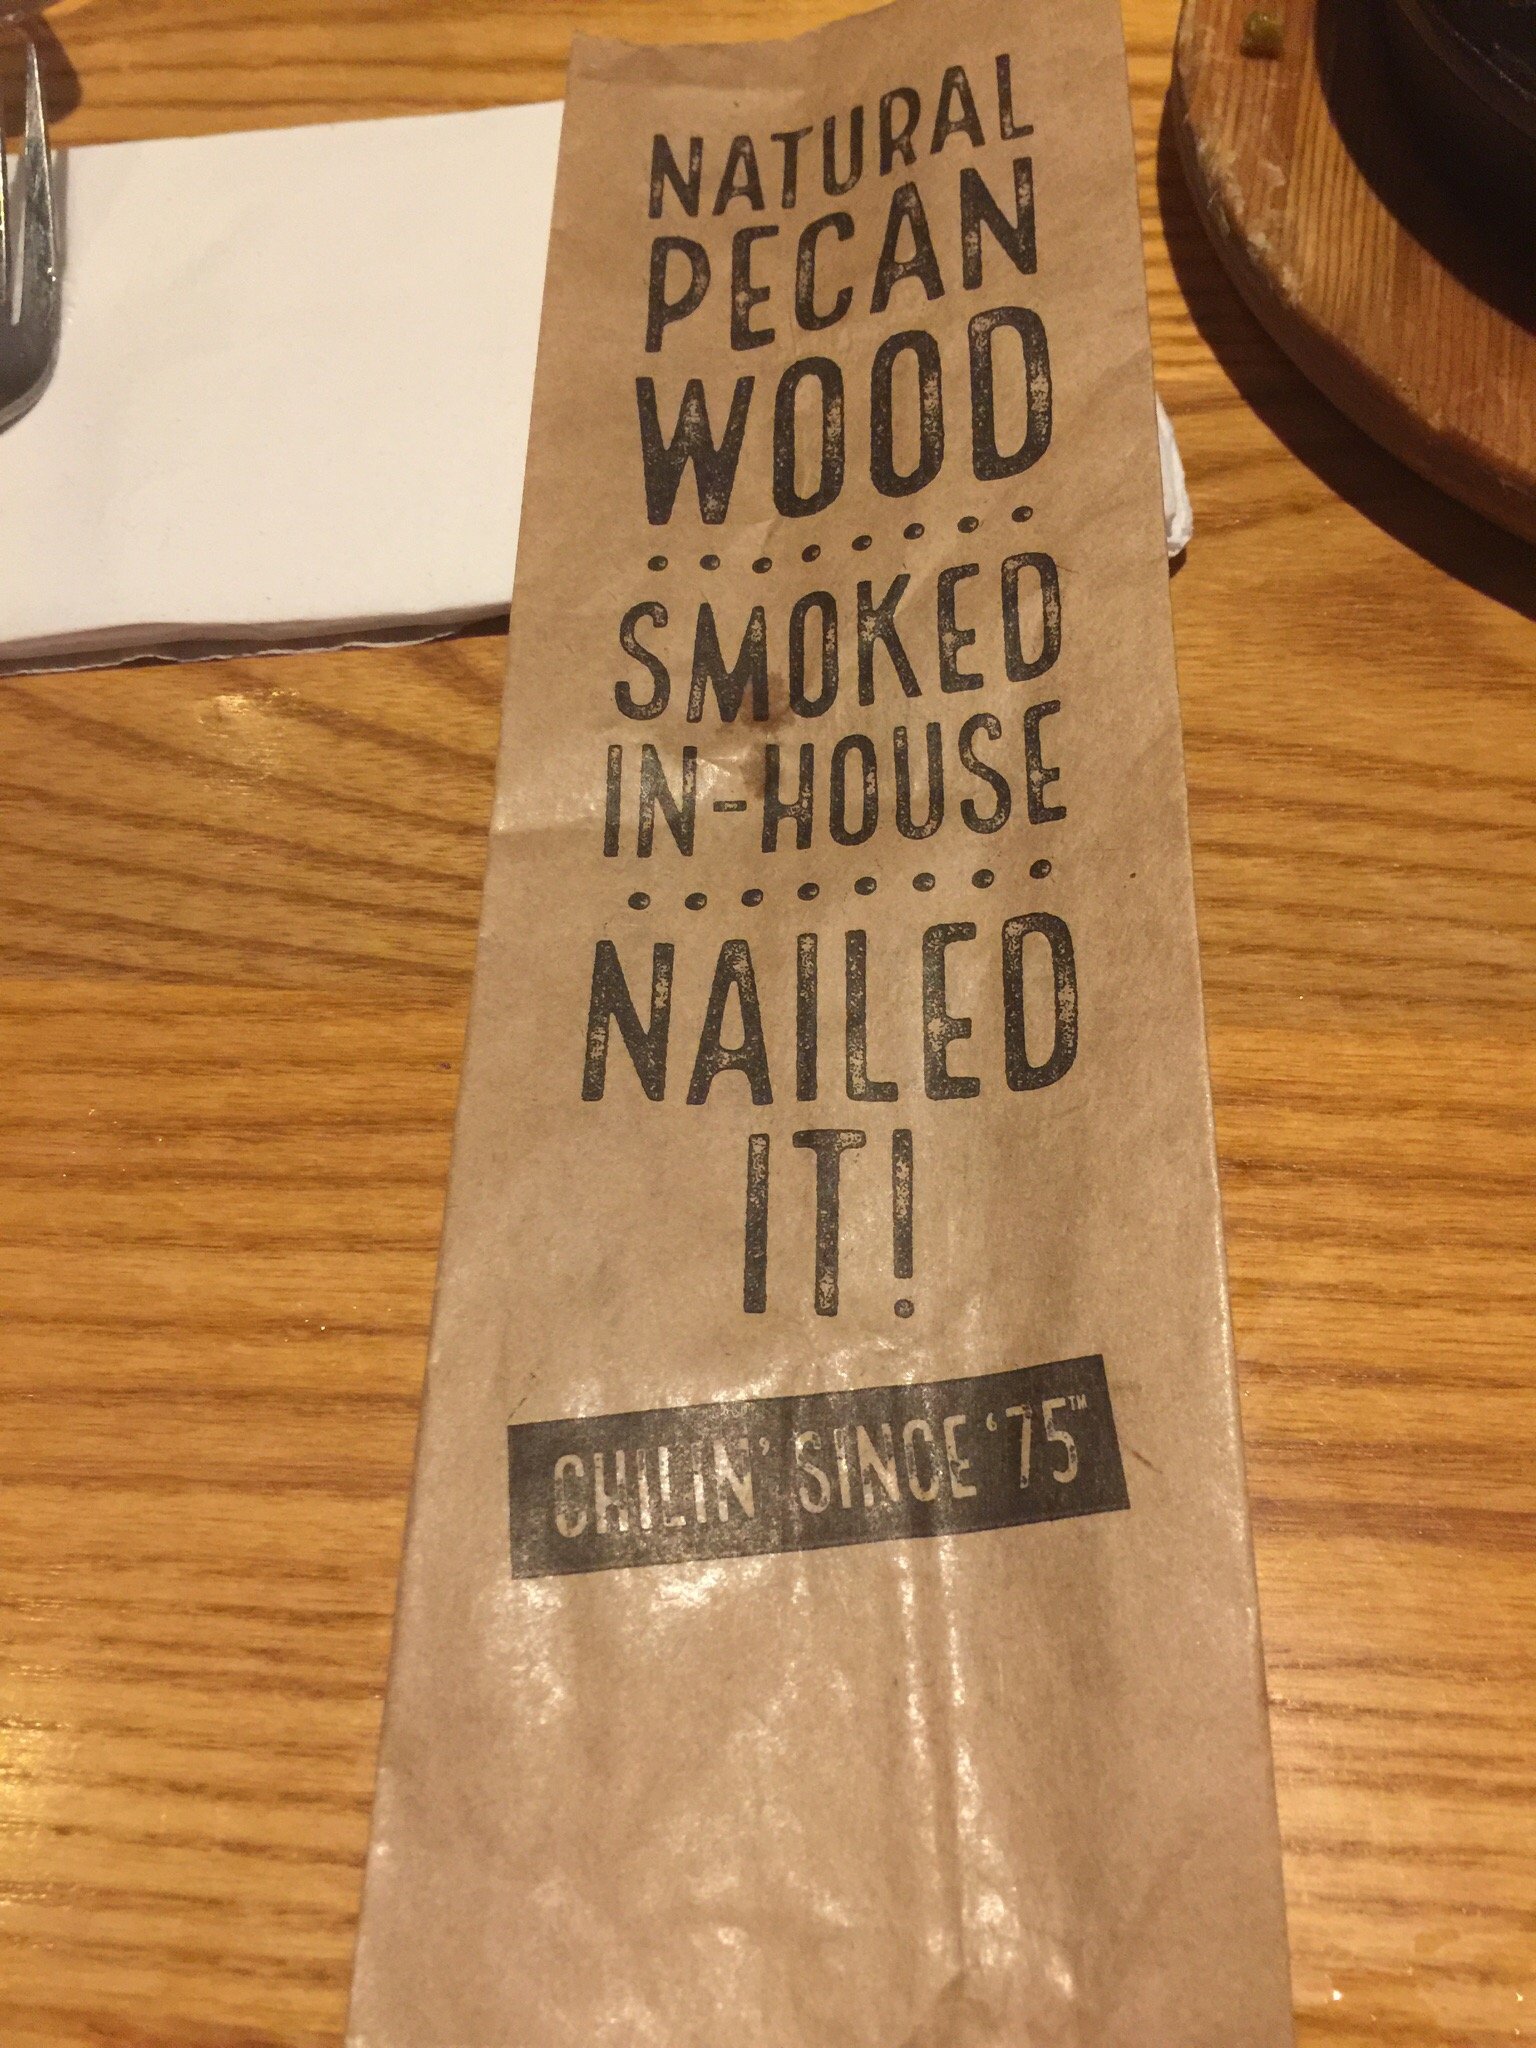 NATURAL
PECAN
WOOD
SMOKED
IN-HOUSE
NAILED
IT!
CHILIN' SINCE '75™